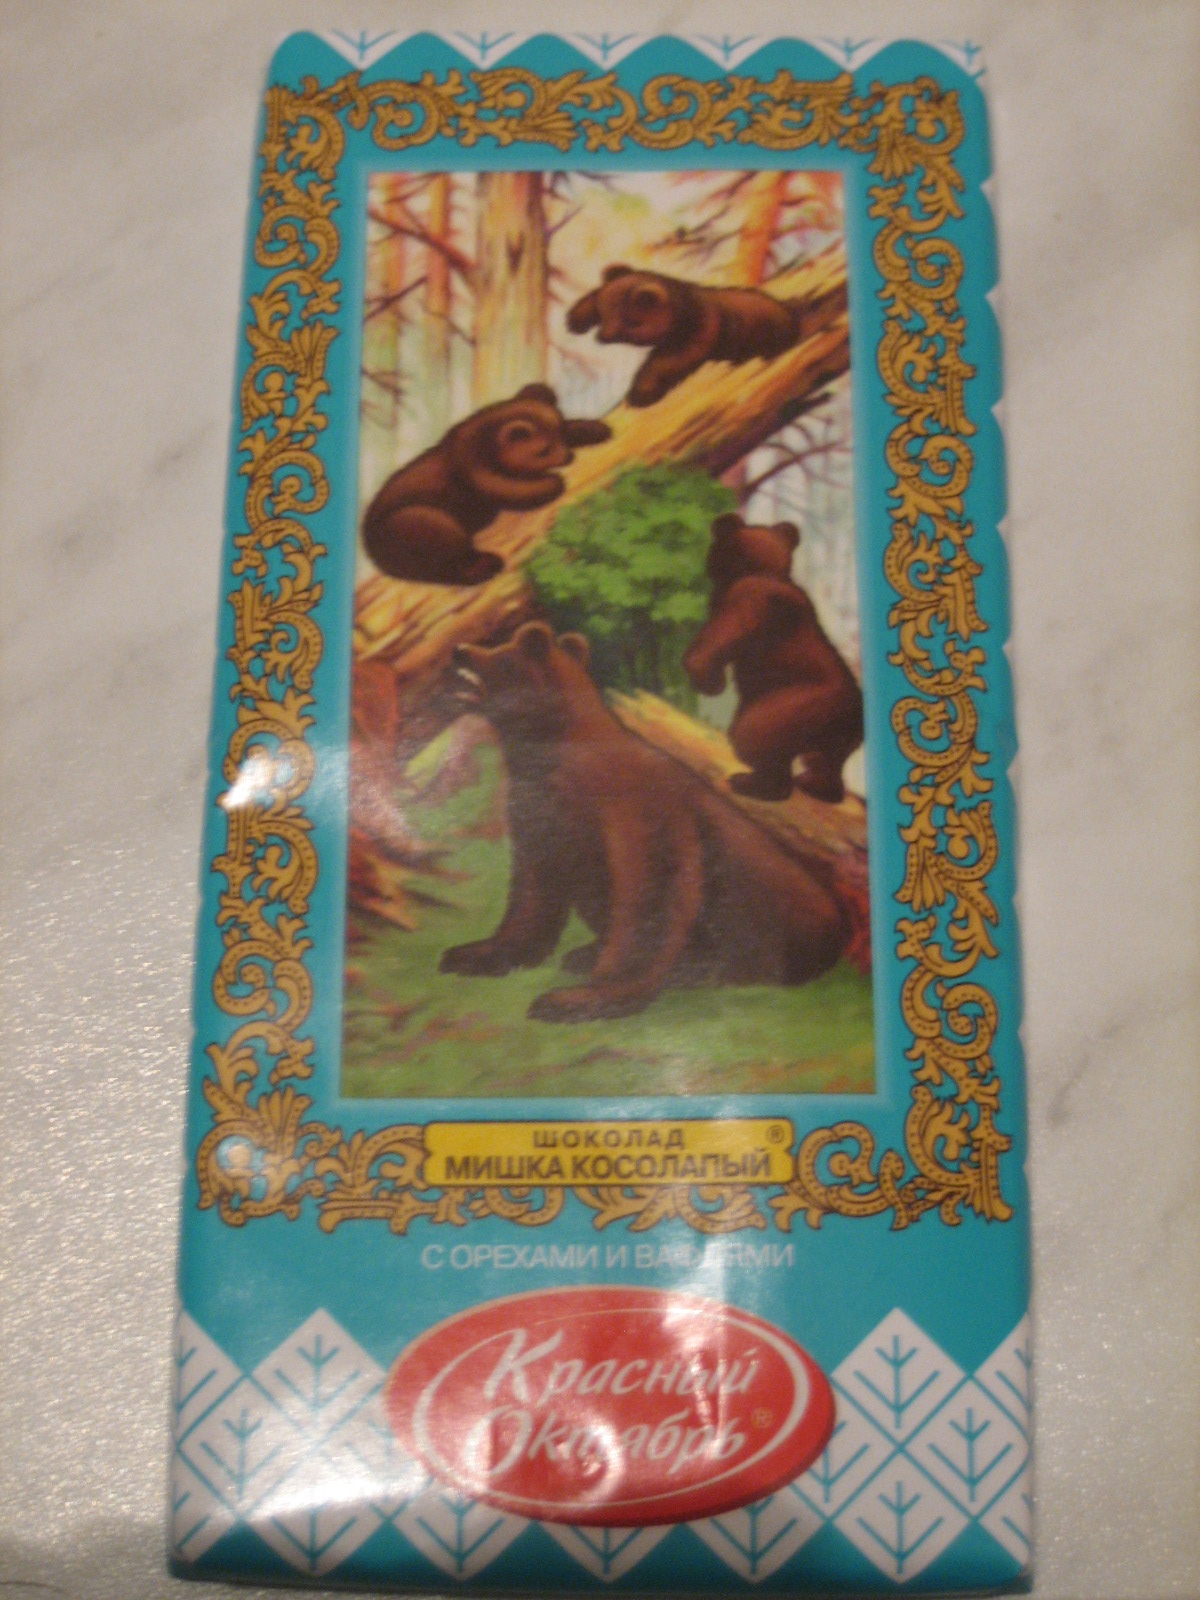 ШОКОЛАД ®
МИШКА КОСОЛАПЫЙ
С ОРЕХАМИ И ВАФЛЯМИ
Красный
Октябрь ®